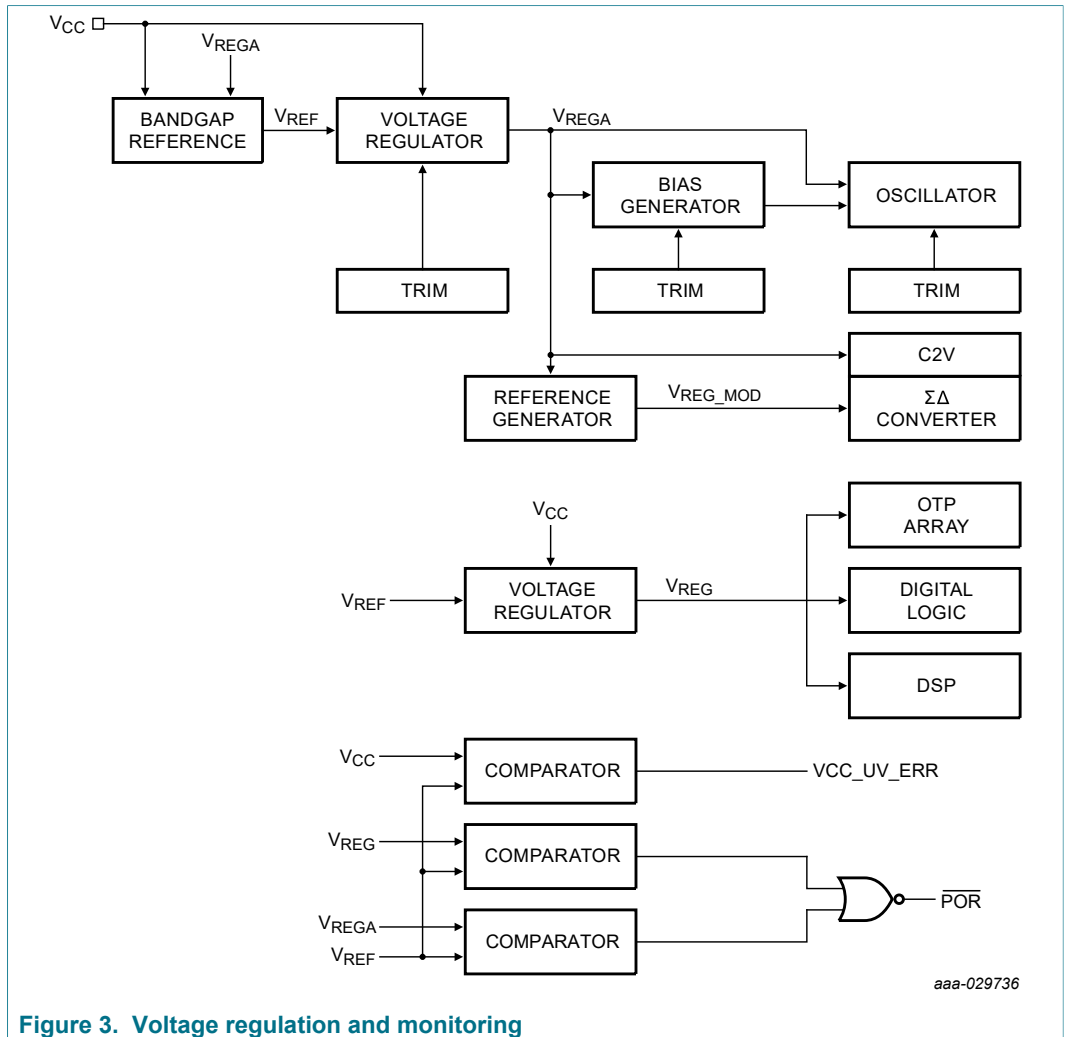 VCC
VREGA
BANDGAP
REFERENCE
VREF
VOLTAGE
REGULATOR
VREGA
BIAS
GENERATOR
OSCILLATOR
TRIM
TRIM
TRIM
C2V
REFERENCE
GENERATOR
VREG_MOD
ΣΔ
CONVERTER
VCC
OTP
ARRAY
VREF
VOLTAGE
REGULATOR
VREG
DIGITAL
LOGIC
DSP
VCC
COMPARATOR
VCC_UV_ERR
VREG
COMPARATOR
POR
VREGA
VREF
COMPARATOR
aaa-029736
Figure 3. Voltage regulation and monitoring